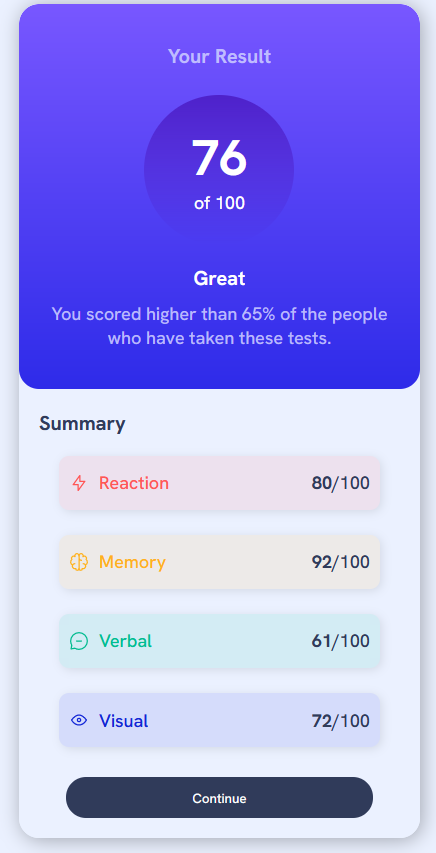 Your Result
76
of 100
Great
You scored higher than 65% of the people
who have taken these tests.
Summary
Reaction 80/100
Memory 92/100
Verbal 61/100
Visual 72/100
Continue